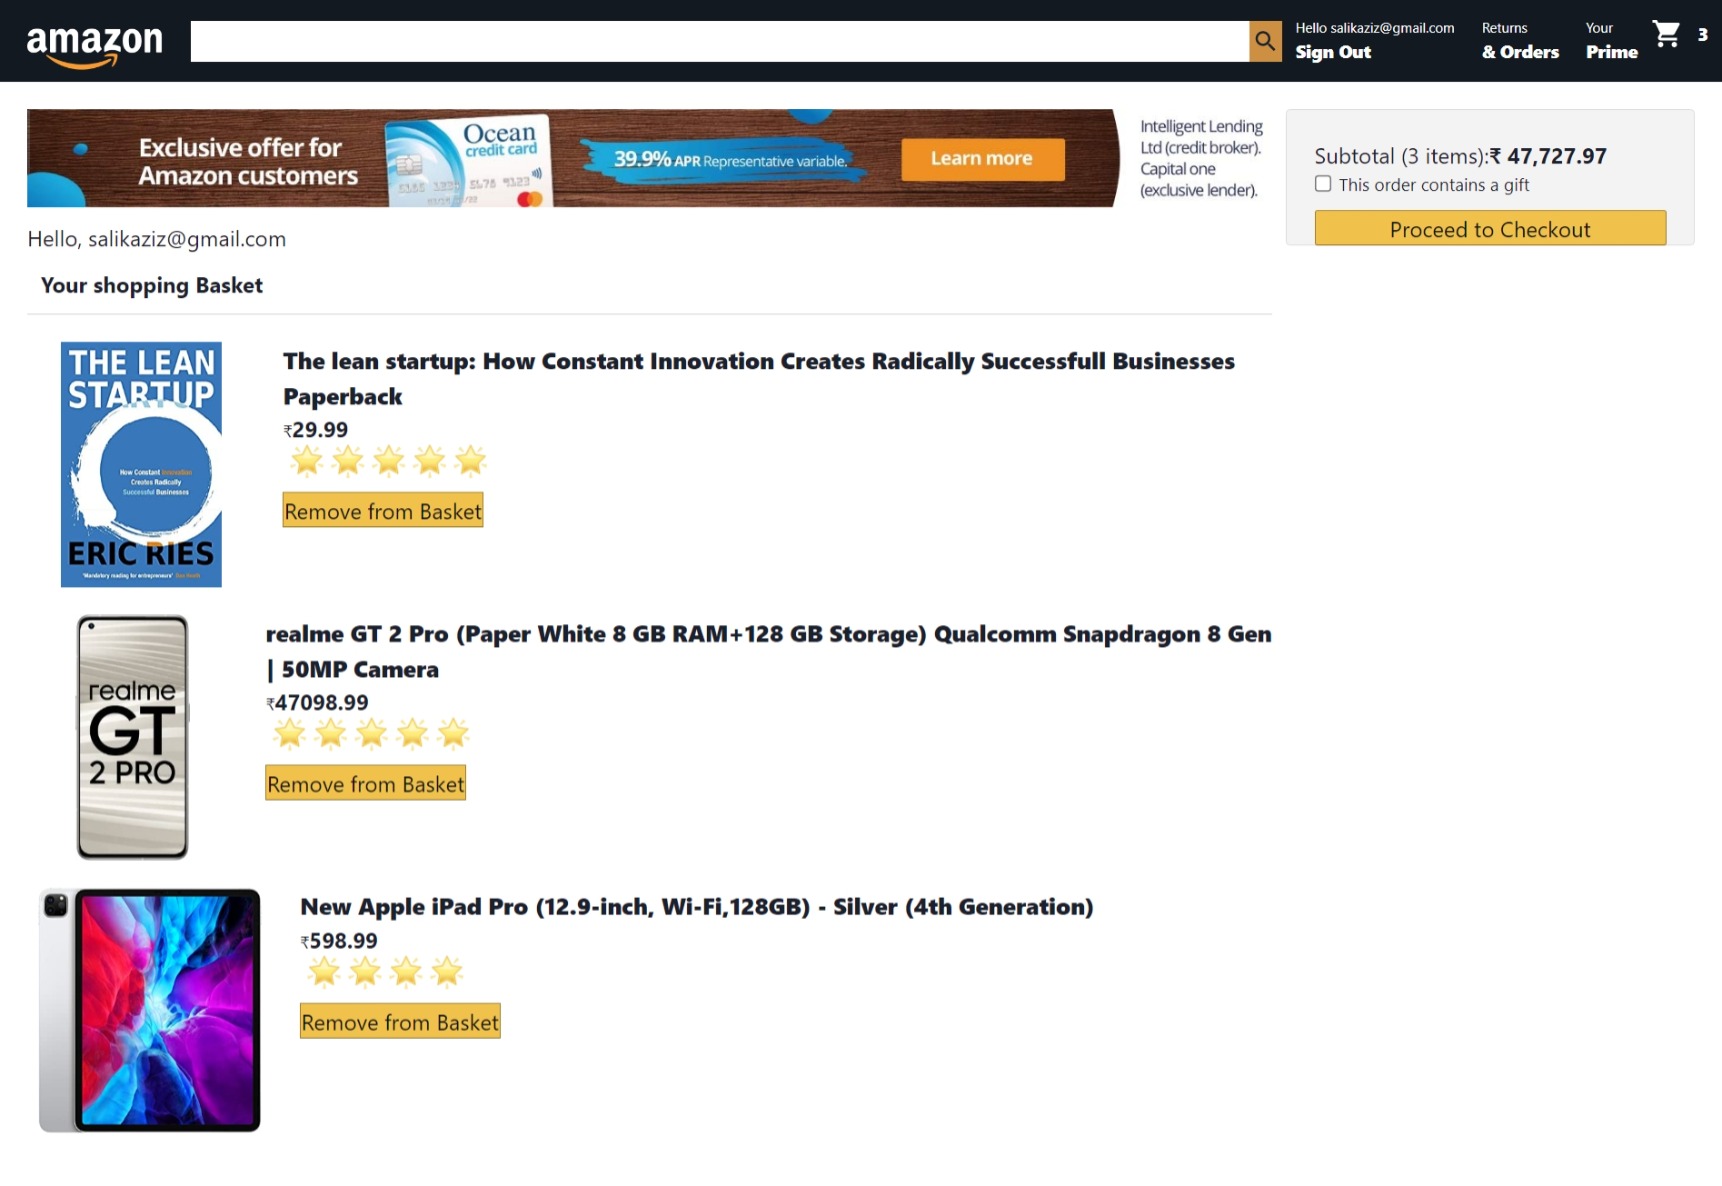 amazon
Hello salikaziz@gmail.com
Sign Out
Returns
& Orders
Your
Prime
3
Exclusive offer for
Amazon customers
Ocean
credit card
39.9% APR Representative variable.
Learn more
Intelligent Lending
Ltd (credit broker).
Capital one
(exclusive lender).
Subtotal (3 items):₹ 47,727.97
This order contains a gift
Proceed to Checkout
Hello, salikaziz@gmail.com
Your shopping Basket
THE LEAN
STARTUP
How Constant Innovation
Creates Radically
Successful Businesses
ERIC RIES
'Mandatory reading for entrepreneurs'
The lean startup: How Constant Innovation Creates Radically Successfull Businesses
Paperback
₹29.99
Remove from Basket
realme
GT
2 PRO
realme GT 2 Pro (Paper White 8 GB RAM+128 GB Storage) Qualcomm Snapdragon 8 Gen
| 50MP Camera
₹47098.99
Remove from Basket
New Apple iPad Pro (12.9-inch, Wi-Fi,128GB) - Silver (4th Generation)
₹598.99
Remove from Basket